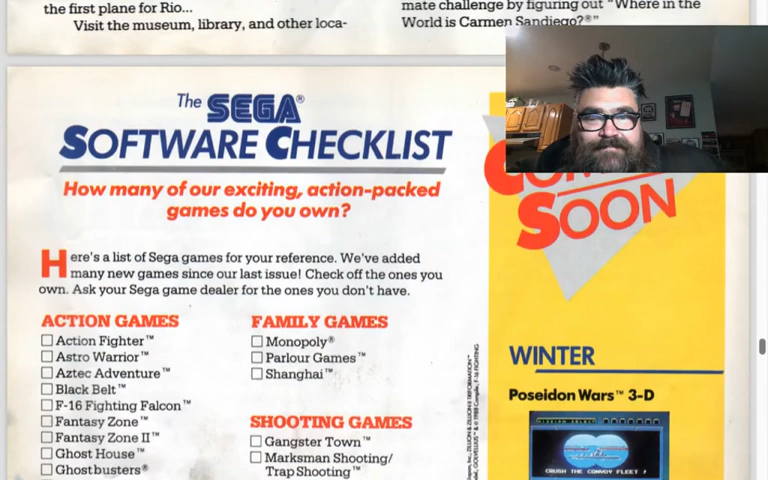 the first plane for Rio...
Visit the museum, library, and other loca-
mate challenge by figuring out "Where in the
World is Carmen Sandiego?®"
The SEGA®
SOFTWARE CHECKLIST
How many of our exciting, action-packed
games do you own?
Here's a list of Sega games for your reference. We've added
many new games since our last issue! Check off the ones you
own. Ask your Sega game dealer for the ones you don't have.
ACTION GAMES
Action Fighter™
Astro Warrior™
Aztec Adventure™
Black Belt™
F-16 Fighting Falcon™
Fantasy Zone™
Fantasy Zone II™
Ghost House™
Ghostbusters®
FAMILY GAMES
Monopoly®
Parlour Games™
Shanghai™
SHOOTING GAMES
Gangster Town™
Marksman Shooting/
Trap Shooting™
SOON
WINTER
Poseidon Wars™ 3-D
CRUSH THE CONVOY FLEET !